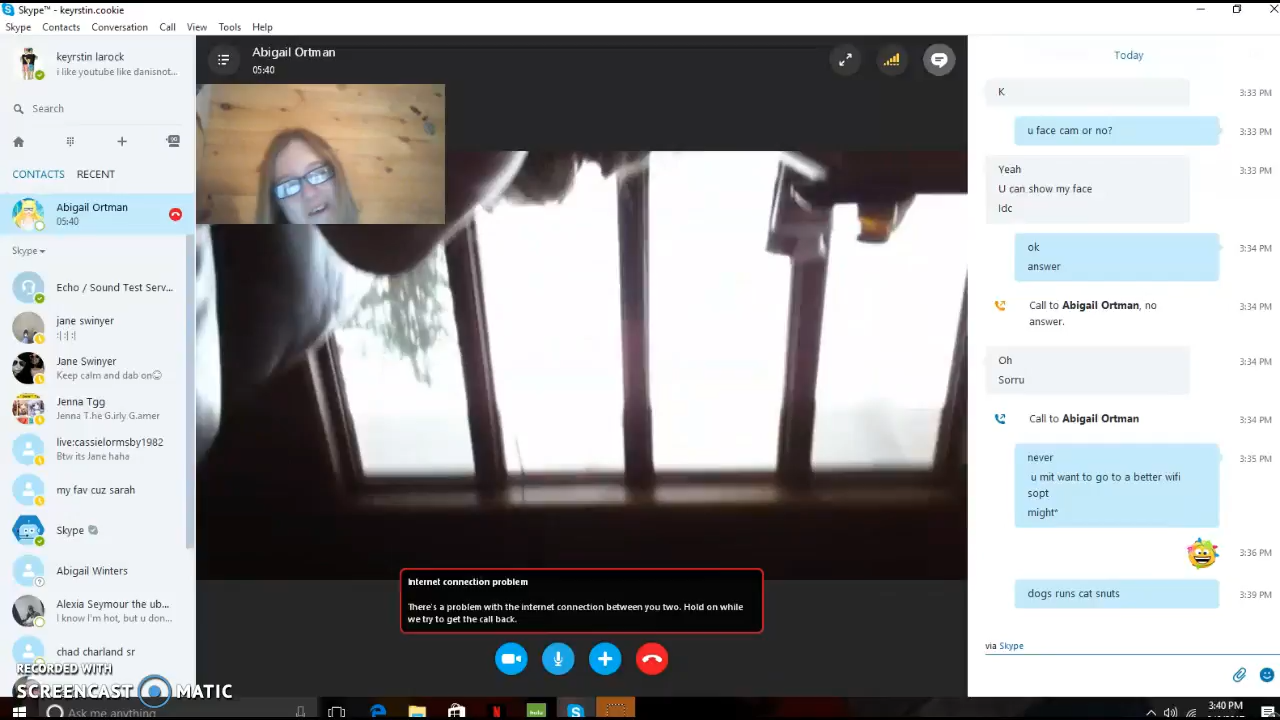 Skype™ - keyrstin.cookie
Skype Contacts Conversation Call View Tools Help
keyrstin larock
i like youtube like danisnot...
Search
CONTACTS RECENT
Abigail Ortman
05:40
Skype
Echo / Sound Test Serv...
jane swinyer
Jane Swinyer
Keep calm and dab on
Jenna Tgg
Jenna T.he G.irly G.amer
live:cassielormsby1982
Btw its Jane haha
my fav cuz sarah
Skype
Abigail Winters
Alexia Seymour the ub...
I know I'm hot, but u don...
chad charland sr
RECORDED WITH
SCREENCAST MATIC
Abigail Ortman
05:40
Internet connection problem
There's a problem with the internet connection between you two. Hold on while
we try to get the call back.
Today
K 3:33 PM
u face cam or no? 3:33 PM
Yeah 3:33 PM
U can show my face
Idc
ok 3:34 PM
answer
Call to Abigail Ortman, no 3:34 PM
answer.
Oh 3:34 PM
Sorru
Call to Abigail Ortman 3:34 PM
never 3:35 PM
u mit want to go to a better wifi
sopt
might*
3:36 PM
dogs runs cat snuts 3:39 PM
via Skype
Ask me anything
hulu
3:40 PM